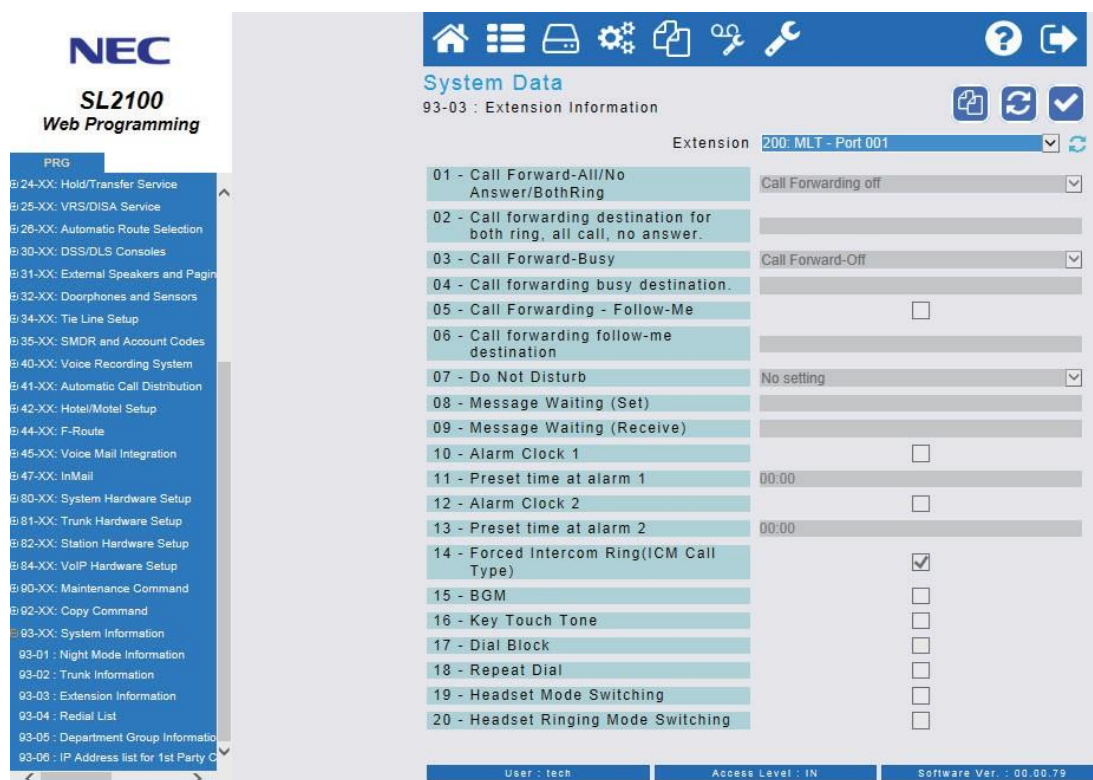 NEC
SL2100
Web Programming
PRG
24-XX: Hold/Transfer Service
25-XX: VRS/DISA Service
26-XX: Automatic Route Selection
30-XX: DSS/DLS Consoles
31-XX: External Speakers and Pagin
32-XX: Doorphones and Sensors
34-XX: Tie Line Setup
35-XX: SMDR and Account Codes
40-XX: Voice Recording System
41-XX: Automatic Call Distribution
42-XX: Hotel/Motel Setup
44-XX: F-Route
45-XX: Voice Mail Integration
47-XX: InMail
80-XX: System Hardware Setup
81-XX: Trunk Hardware Setup
82-XX: Station Hardware Setup
84-XX: VoIP Hardware Setup
90-XX: Maintenance Command
92-XX: Copy Command
93-XX: System Information
93-01 : Night Mode Information
93-02 : Trunk Information
93-03 : Extension Information
93-04 : Redial List
93-05 : Department Group Informatio
93-06 : IP Address list for 1st Party C
System Data
93-03 : Extension Information
Extension 200: MLT - Port 001
01 - Call Forward-All/No
Answer/BothRing
Call Forwarding off
02 - Call forwarding destination for
both ring, all call, no answer.
03 - Call Forward-Busy Call Forward-Off
04 - Call forwarding busy destination.
05 - Call Forwarding - Follow-Me
06 - Call forwarding follow-me
destination
07 - Do Not Disturb No setting
08 - Message Waiting (Set)
09 - Message Waiting (Receive)
10 - Alarm Clock 1
11 - Preset time at alarm 1 00:00
12 - Alarm Clock 2
13 - Preset time at alarm 2 00:00
14 - Forced Intercom Ring(ICM Call
Type)
15 - BGM
16 - Key Touch Tone
17 - Dial Block
18 - Repeat Dial
19 - Headset Mode Switching
20 - Headset Ringing Mode Switching
User : tech Access Level : IN Software Ver. : 00.00.79